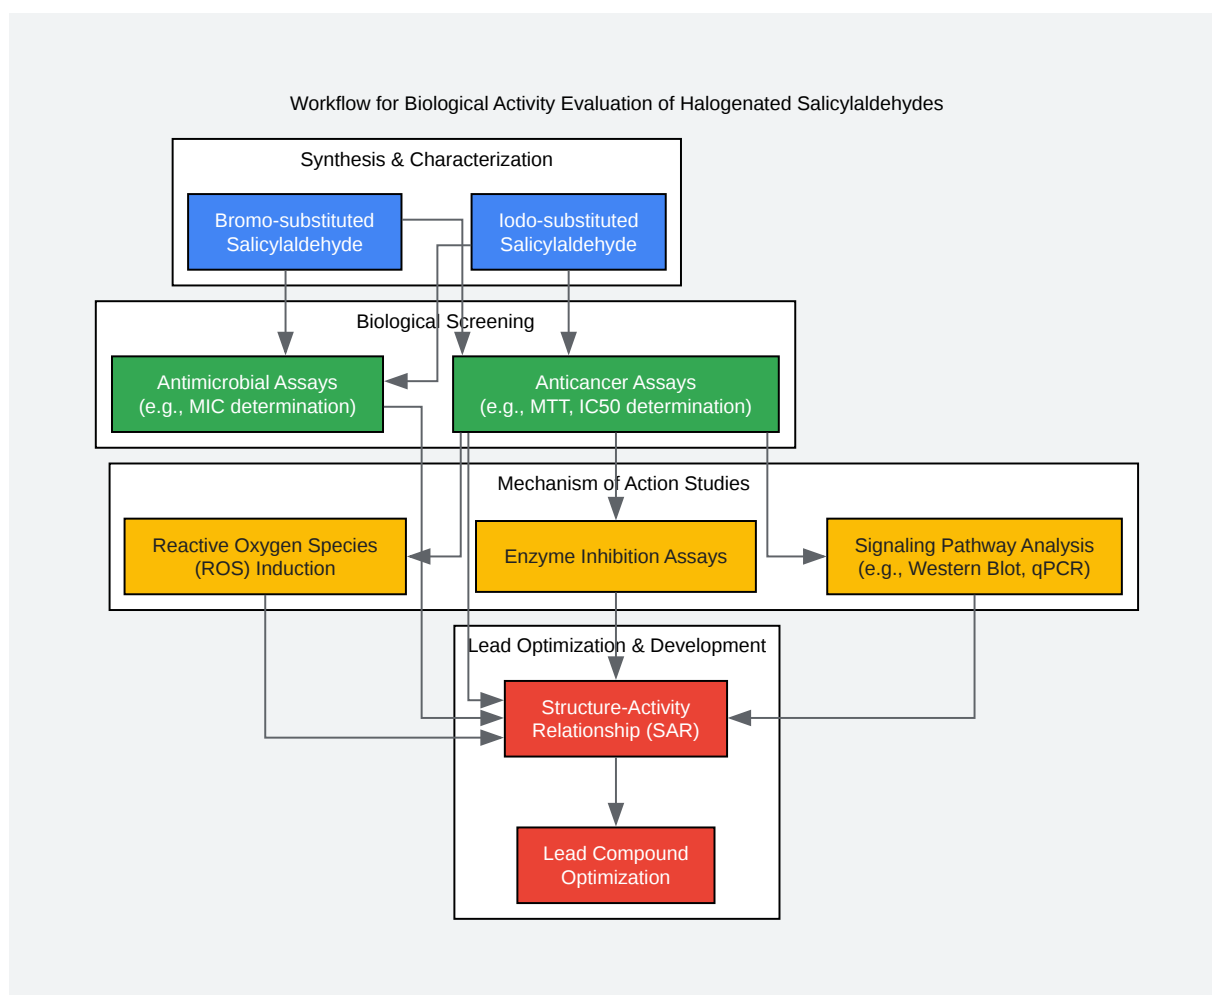 Workflow for Biological Activity Evaluation of Halogenated Salicylaldehydes
Synthesis & Characterization
Bromo-substituted
Salicylaldehyde
Iodo-substituted
Salicylaldehyde
Biological Screening
Antimicrobial Assays
(e.g., MIC determination)
Anticancer Assays
(e.g., MTT, IC50 determination)
Mechanism of Action Studies
Reactive Oxygen Species
(ROS) Induction
Enzyme Inhibition Assays
Signaling Pathway Analysis
(e.g., Western Blot, qPCR)
Lead Optimization & Development
Structure-Activity
Relationship (SAR)
Lead Compound
Optimization